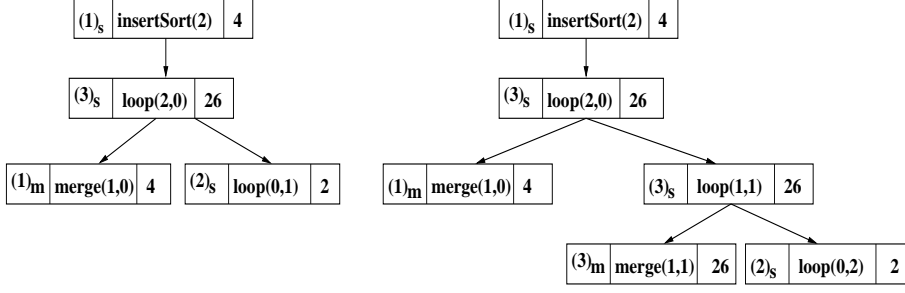 (1)s insertSort(2) 4
(3)s loop(2,0) 26
(1)m merge(1,0) 4
(2)s loop(0,1) 2
(1)s insertSort(2) 4
(3)s loop(2,0) 26
(1)m merge(1,0) 4
(3)s loop(1,1) 26
(3)m merge(1,1) 26
(2)s loop(0,2) 2